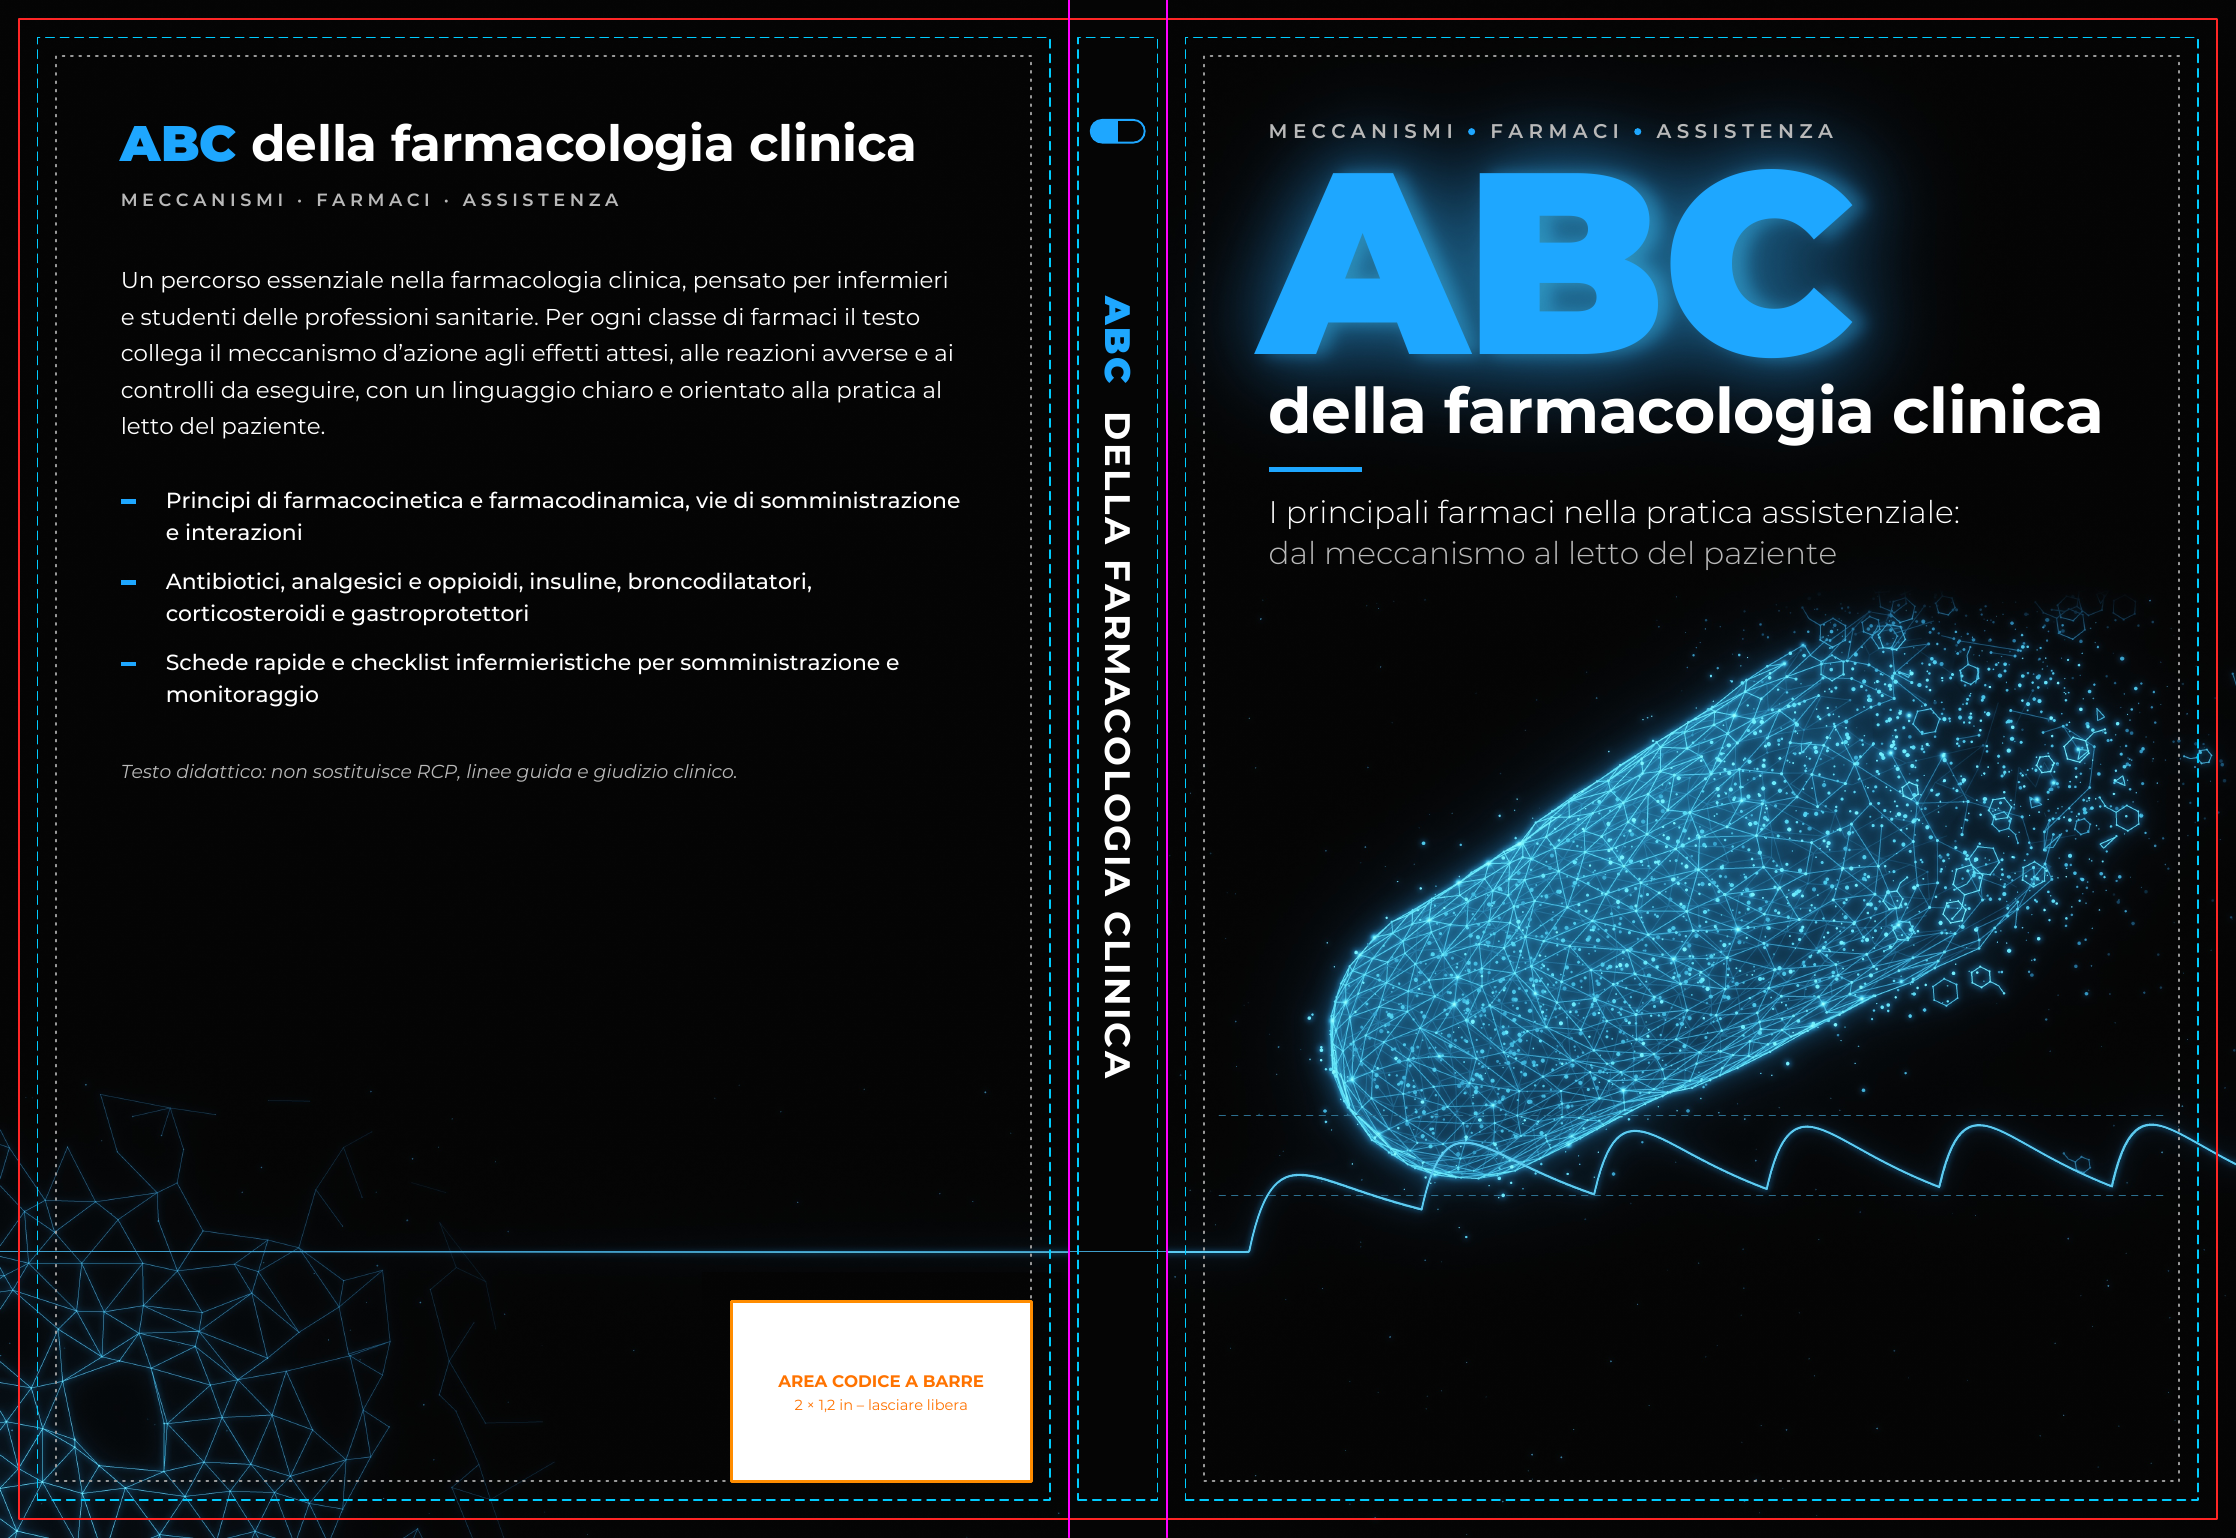 ABC della farmacologia clinica
MECCANISMI · FARMACI · ASSISTENZA
Un percorso essenziale nella farmacologia clinica, pensato per infermieri
e studenti delle professioni sanitarie. Per ogni classe di farmaci il testo
collega il meccanismo d’azione agli effetti attesi, alle reazioni avverse e ai
controlli da eseguire, con un linguaggio chiaro e orientato alla pratica al
letto del paziente.
Principi di farmacocinetica e farmacodinamica, vie di somministrazione
e interazioni
Antibiotici, analgesici e oppioidi, insuline, broncodilatatori,
corticosteroidi e gastroprotettori
Schede rapide e checklist infermieristiche per somministrazione e
monitoraggio
Testo didattico: non sostituisce RCP, linee guida e giudizio clinico.
AREA CODICE A BARRE
2 × 1,2 in – lasciare libera
ABC DELLA FARMACOLOGIA CLINICA
MECCANISMI • FARMACI • ASSISTENZA
ABC
della farmacologia clinica
I principali farmaci nella pratica assistenziale:
dal meccanismo al letto del paziente